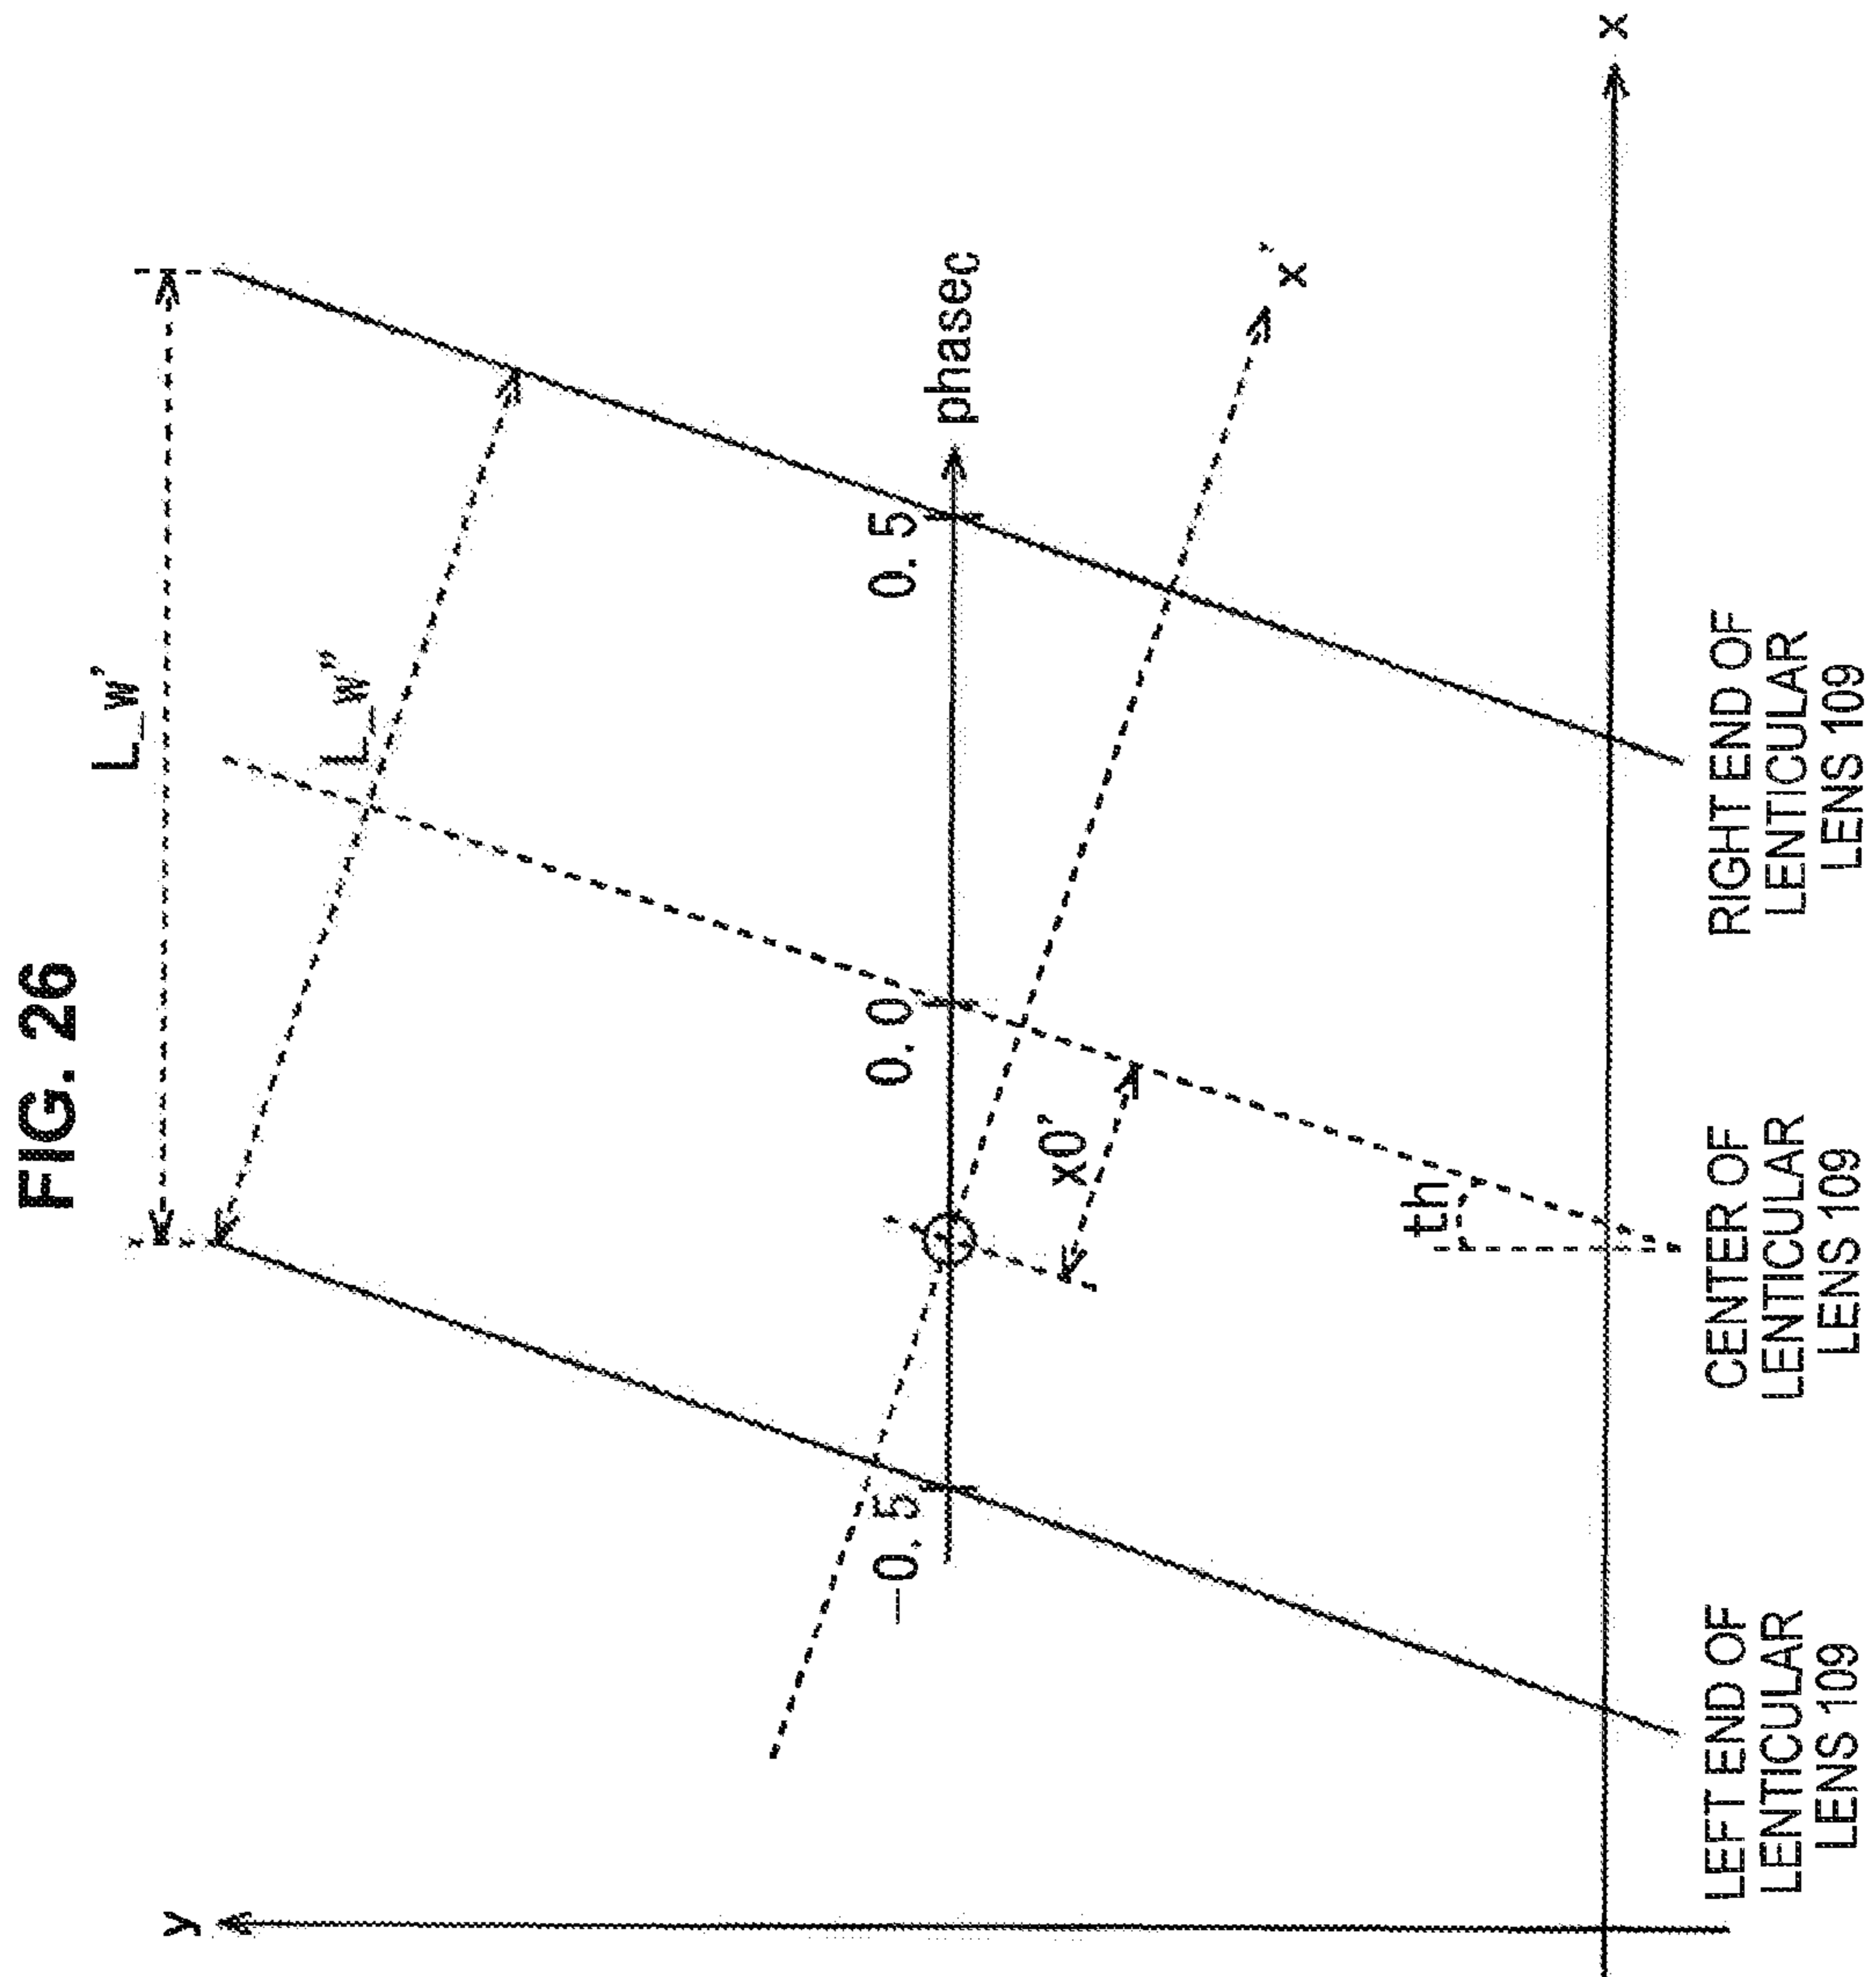 FIG. 26
L_w'
L_w"
y
-0.5
0.0
0.5
phasec
x0'
x'
th
x
LEFT END OF
LENTICULAR
LENS 109
CENTER OF
LENTICULAR
LENS 109
RIGHT END OF
LENTICULAR
LENS 109